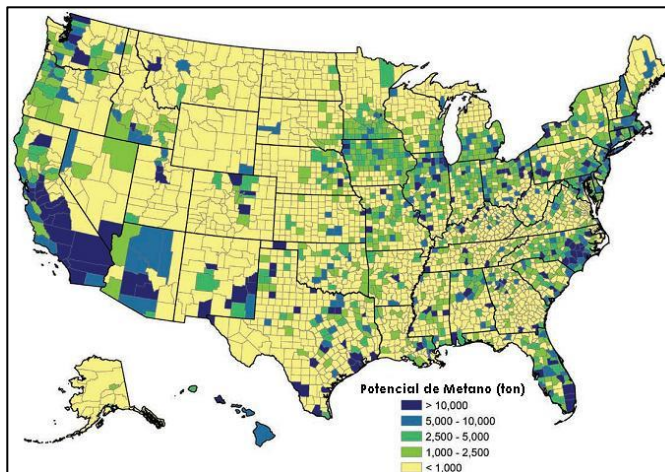 Potencial de Metano (ton)
> 10,000
5,000 - 10,000
2,500 - 5,000
1,000 - 2,500
< 1,000